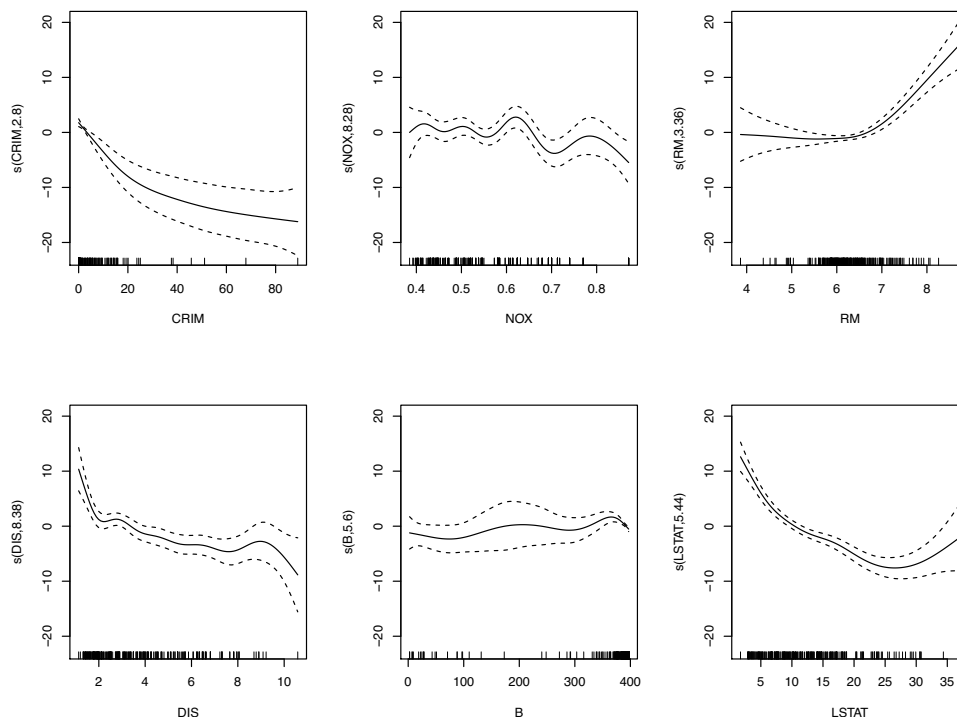 20
10
0
-10
-20
s(CRIM,2.8)
0 20 40 60 80
CRIM
20
10
0
-10
-20
s(NOX,8.28)
0.4 0.5 0.6 0.7 0.8
NOX
20
10
0
-10
-20
s(RM,3.36)
4 5 6 7 8
RM
20
10
0
-10
-20
s(DIS,8.38)
2 4 6 8 10
DIS
20
10
0
-10
-20
s(B,5.6)
0 100 200 300 400
B
20
10
0
-10
-20
s(LSTAT,5.44)
5 10 15 20 25 30 35
LSTAT